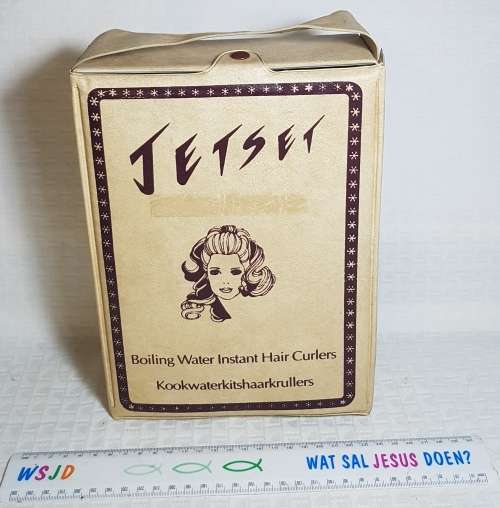 JETSET
Boiling Water Instant Hair Curlers
Kookwaterkitshaarkrullers
WSJD WAT SAL JESUS DOEN?